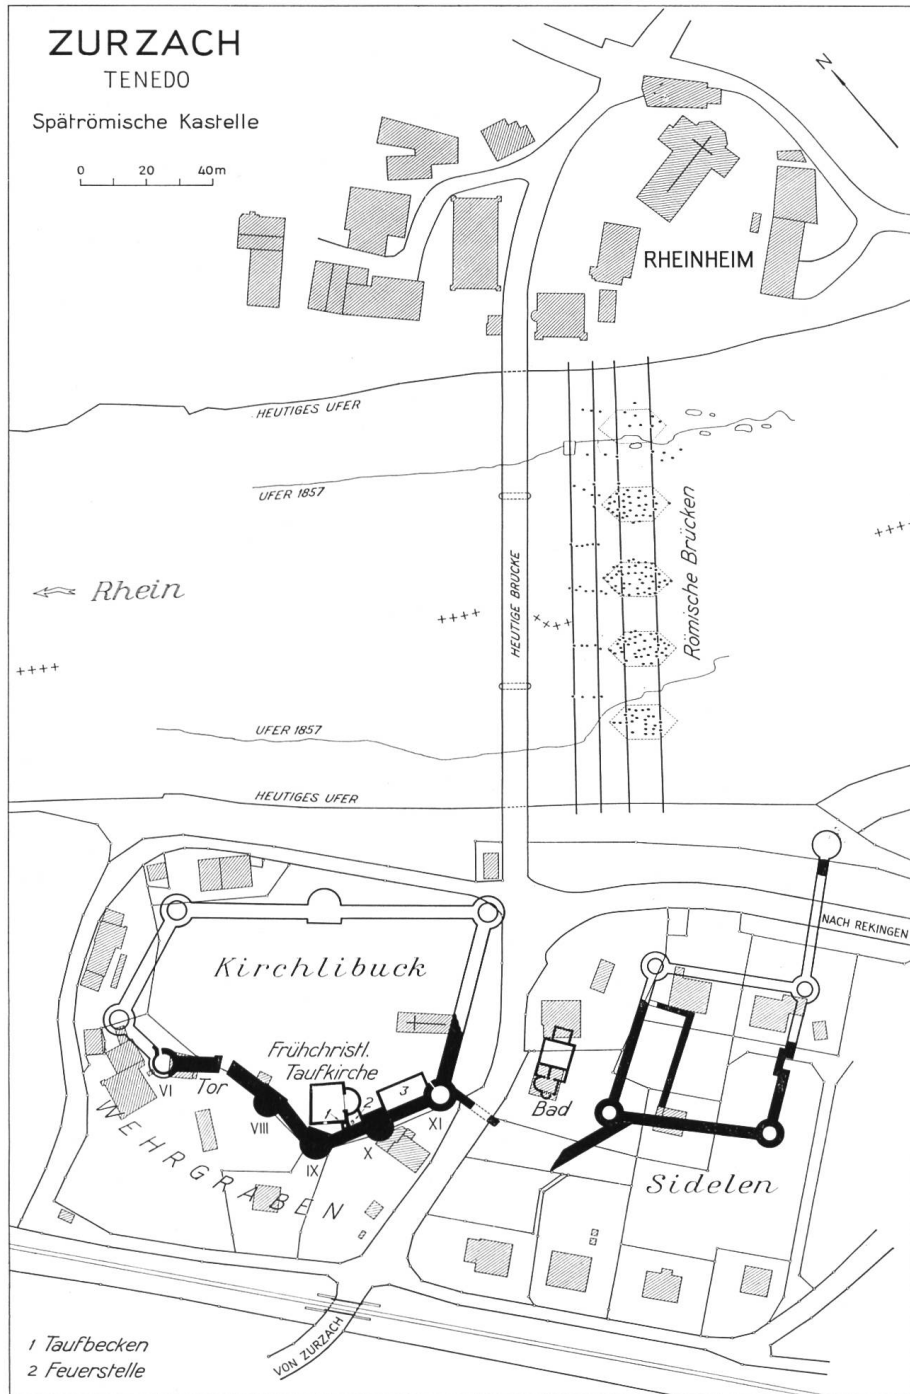 ZURZACH
TENEDO
Spätrömische Kastelle
0 20 40m
N
RHEINHEIM
HEUTIGES UFER
UFER 1857
Rhein
HEUTIGE BRÜCKE
Römische Brücken
UFER 1857
HEUTIGES UFER
NACH REKINGEN
Kirchlibuck
Frühchristl.
Taufkirche
VI
Tor
VIII
1
2
3
IX
X
XI
Bad
WEHRGRABEN
Sidelen
VON ZURZACH
1 Taufbecken
2 Feuerstelle